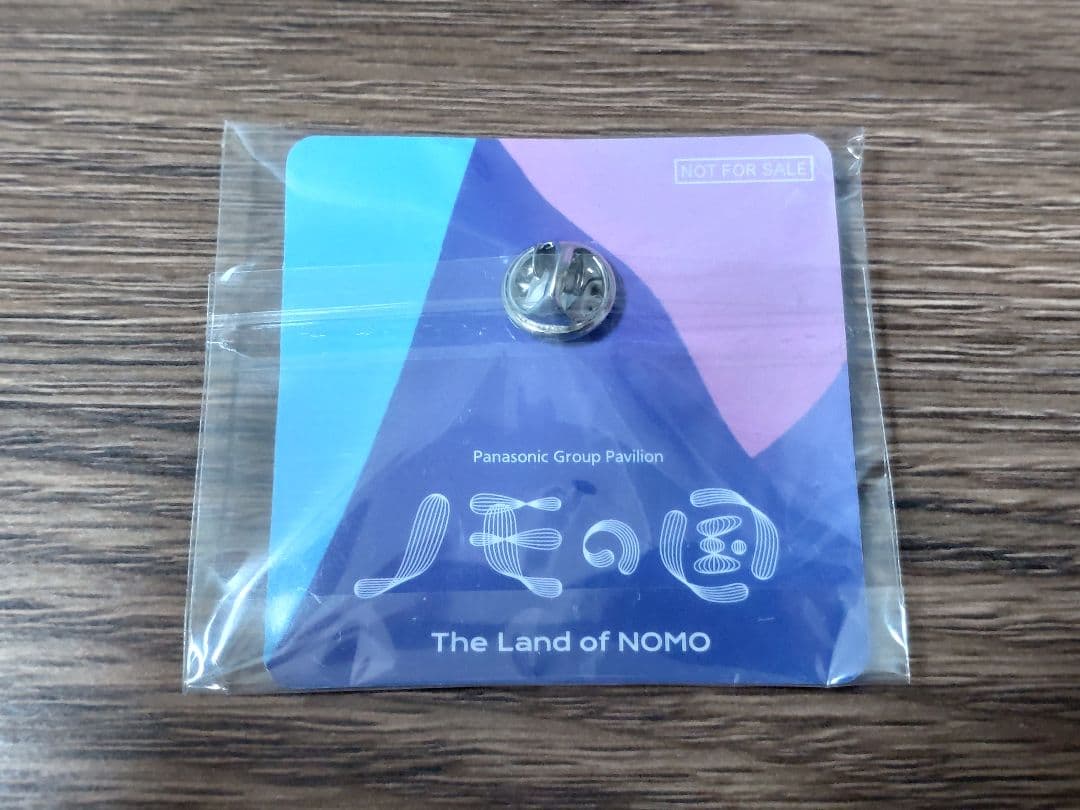 NOT FOR SALE
Panasonic Group Pavilion
ノモの国
The Land of NOMO